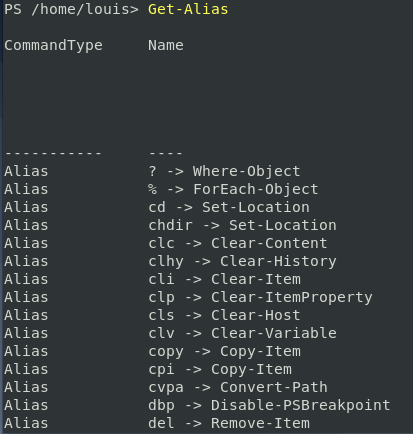 PS /home/louis> Get-Alias
CommandType     Name
-----------     ----
Alias           ? -> Where-Object
Alias           % -> ForEach-Object
Alias           cd -> Set-Location
Alias           chdir -> Set-Location
Alias           clc -> Clear-Content
Alias           clhy -> Clear-History
Alias           cli -> Clear-Item
Alias           clp -> Clear-ItemProperty
Alias           cls -> Clear-Host
Alias           clv -> Clear-Variable
Alias           copy -> Copy-Item
Alias           cpi -> Copy-Item
Alias           cvpa -> Convert-Path
Alias           dbp -> Disable-PSBreakpoint
Alias           del -> Remove-Item